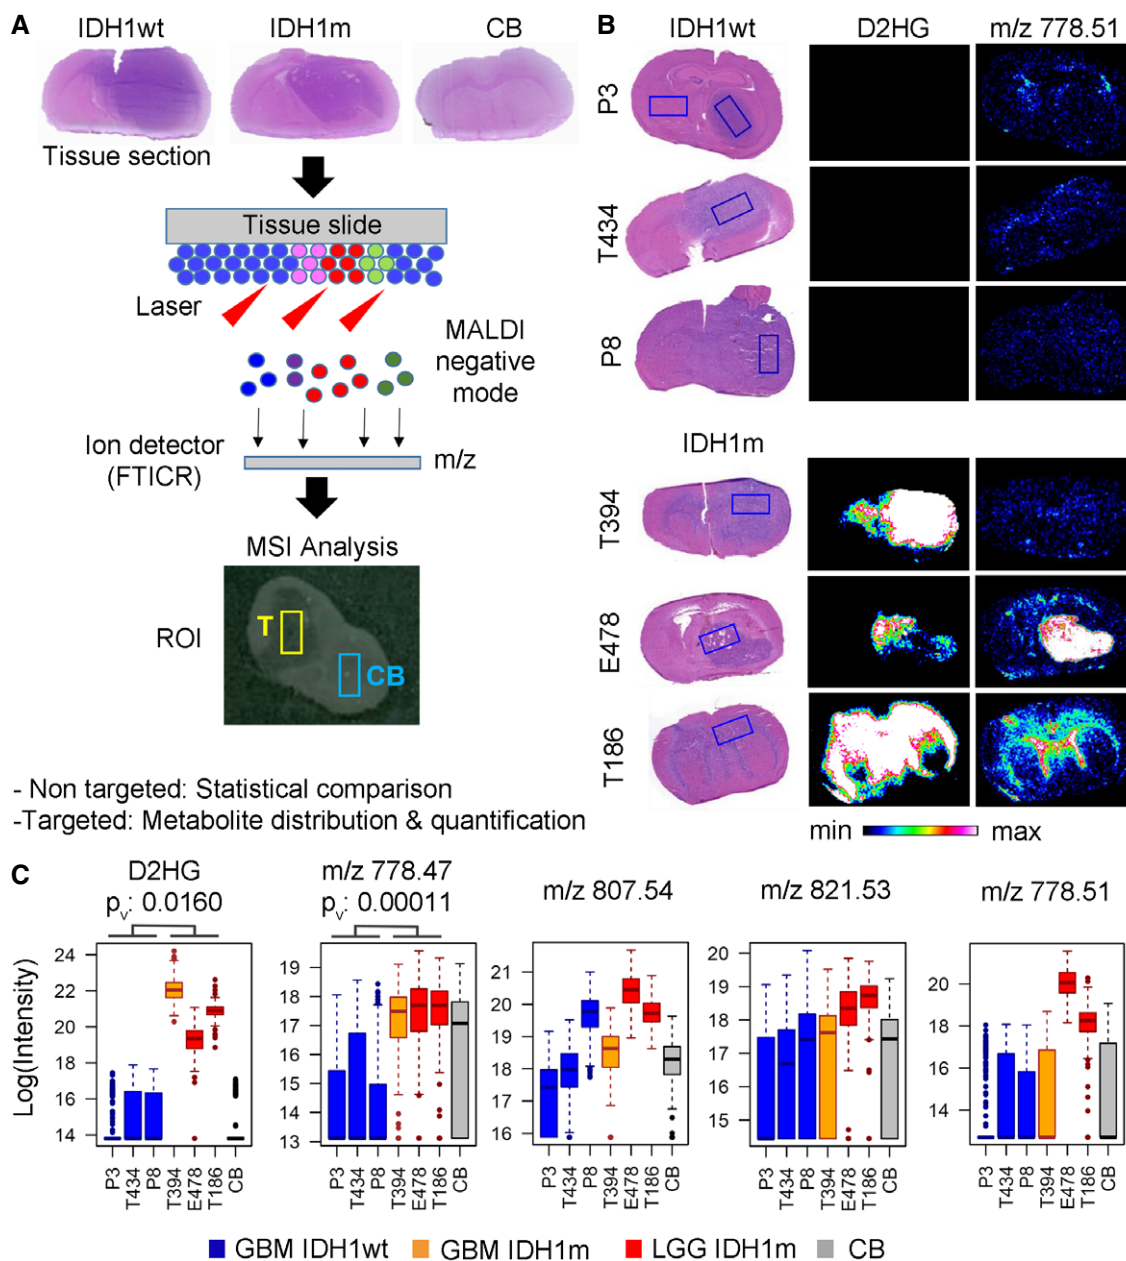 A
IDH1wt
IDH1m
CB
Tissue section
Tissue slide
Laser
MALDI
negative
mode
Ion detector
(FTICR)
m/z
MSI Analysis
ROI
T
CB
- Non targeted: Statistical comparison
-Targeted: Metabolite distribution & quantification
B
IDH1wt
D2HG
m/z 778.51
P3
T434
P8
IDH1m
T394
E478
T186
min
max
C
D2HG
pv: 0.0160
m/z 778.47
pv: 0.00011
m/z 807.54
m/z 821.53
m/z 778.51
Log(Intensity)
24
22
20
19
18
16
14
P3
T434
P8
T394
E478
T186
CB
19
18
17
16
15
14
13
P3
T434
P8
T394
E478
T186
CB
21
20
19
18
17
16
P3
T434
P8
T394
E478
T186
CB
20
19
18
17
16
15
P3
T434
P8
T394
E478
T186
CB
20
18
16
14
P3
T434
P8
T394
E478
T186
CB
GBM IDH1wt
GBM IDH1m
LGG IDH1m
CB